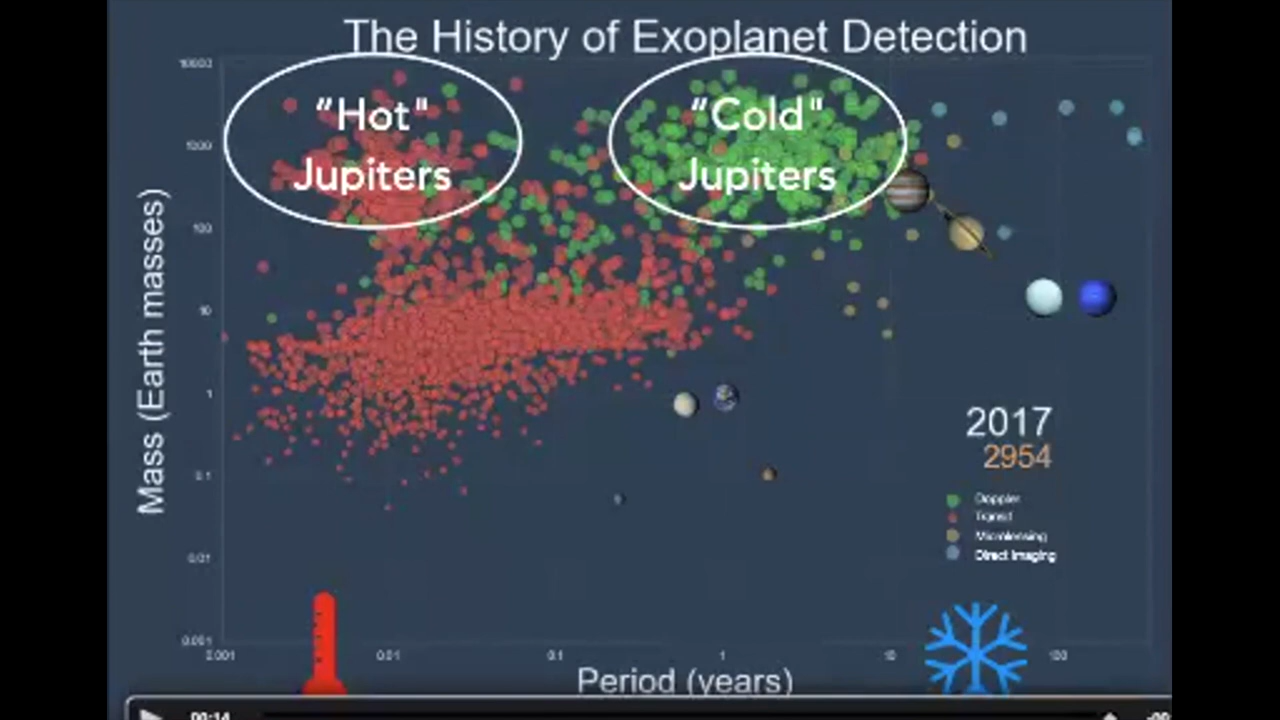 The History of Exoplanet Detection
"Hot"
Jupiters
"Cold"
Jupiters
Mass (Earth masses)
10000
1000
100
10
1
0.1
0.01
0.001
2017
2954
Doppler
Transit
Microlensing
Direct Imaging
0.001
0.01
0.1
1
10
100
Period (years)
00:14